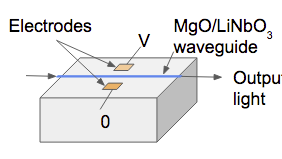 Electrodes
V
MgO/LiNbO₃
waveguide
Output
light
0